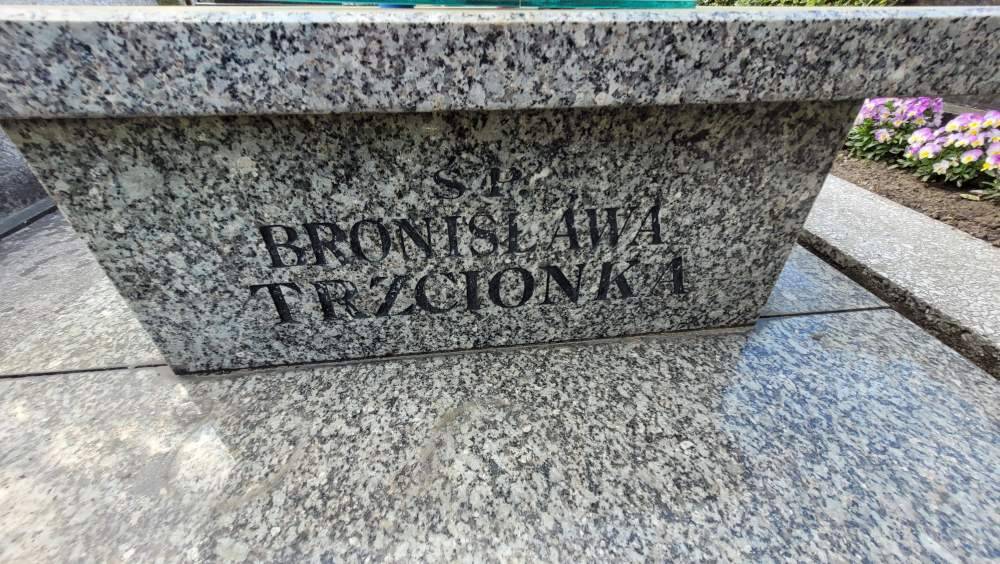 S.P.
BRONISŁAWA
TRZCIONKA